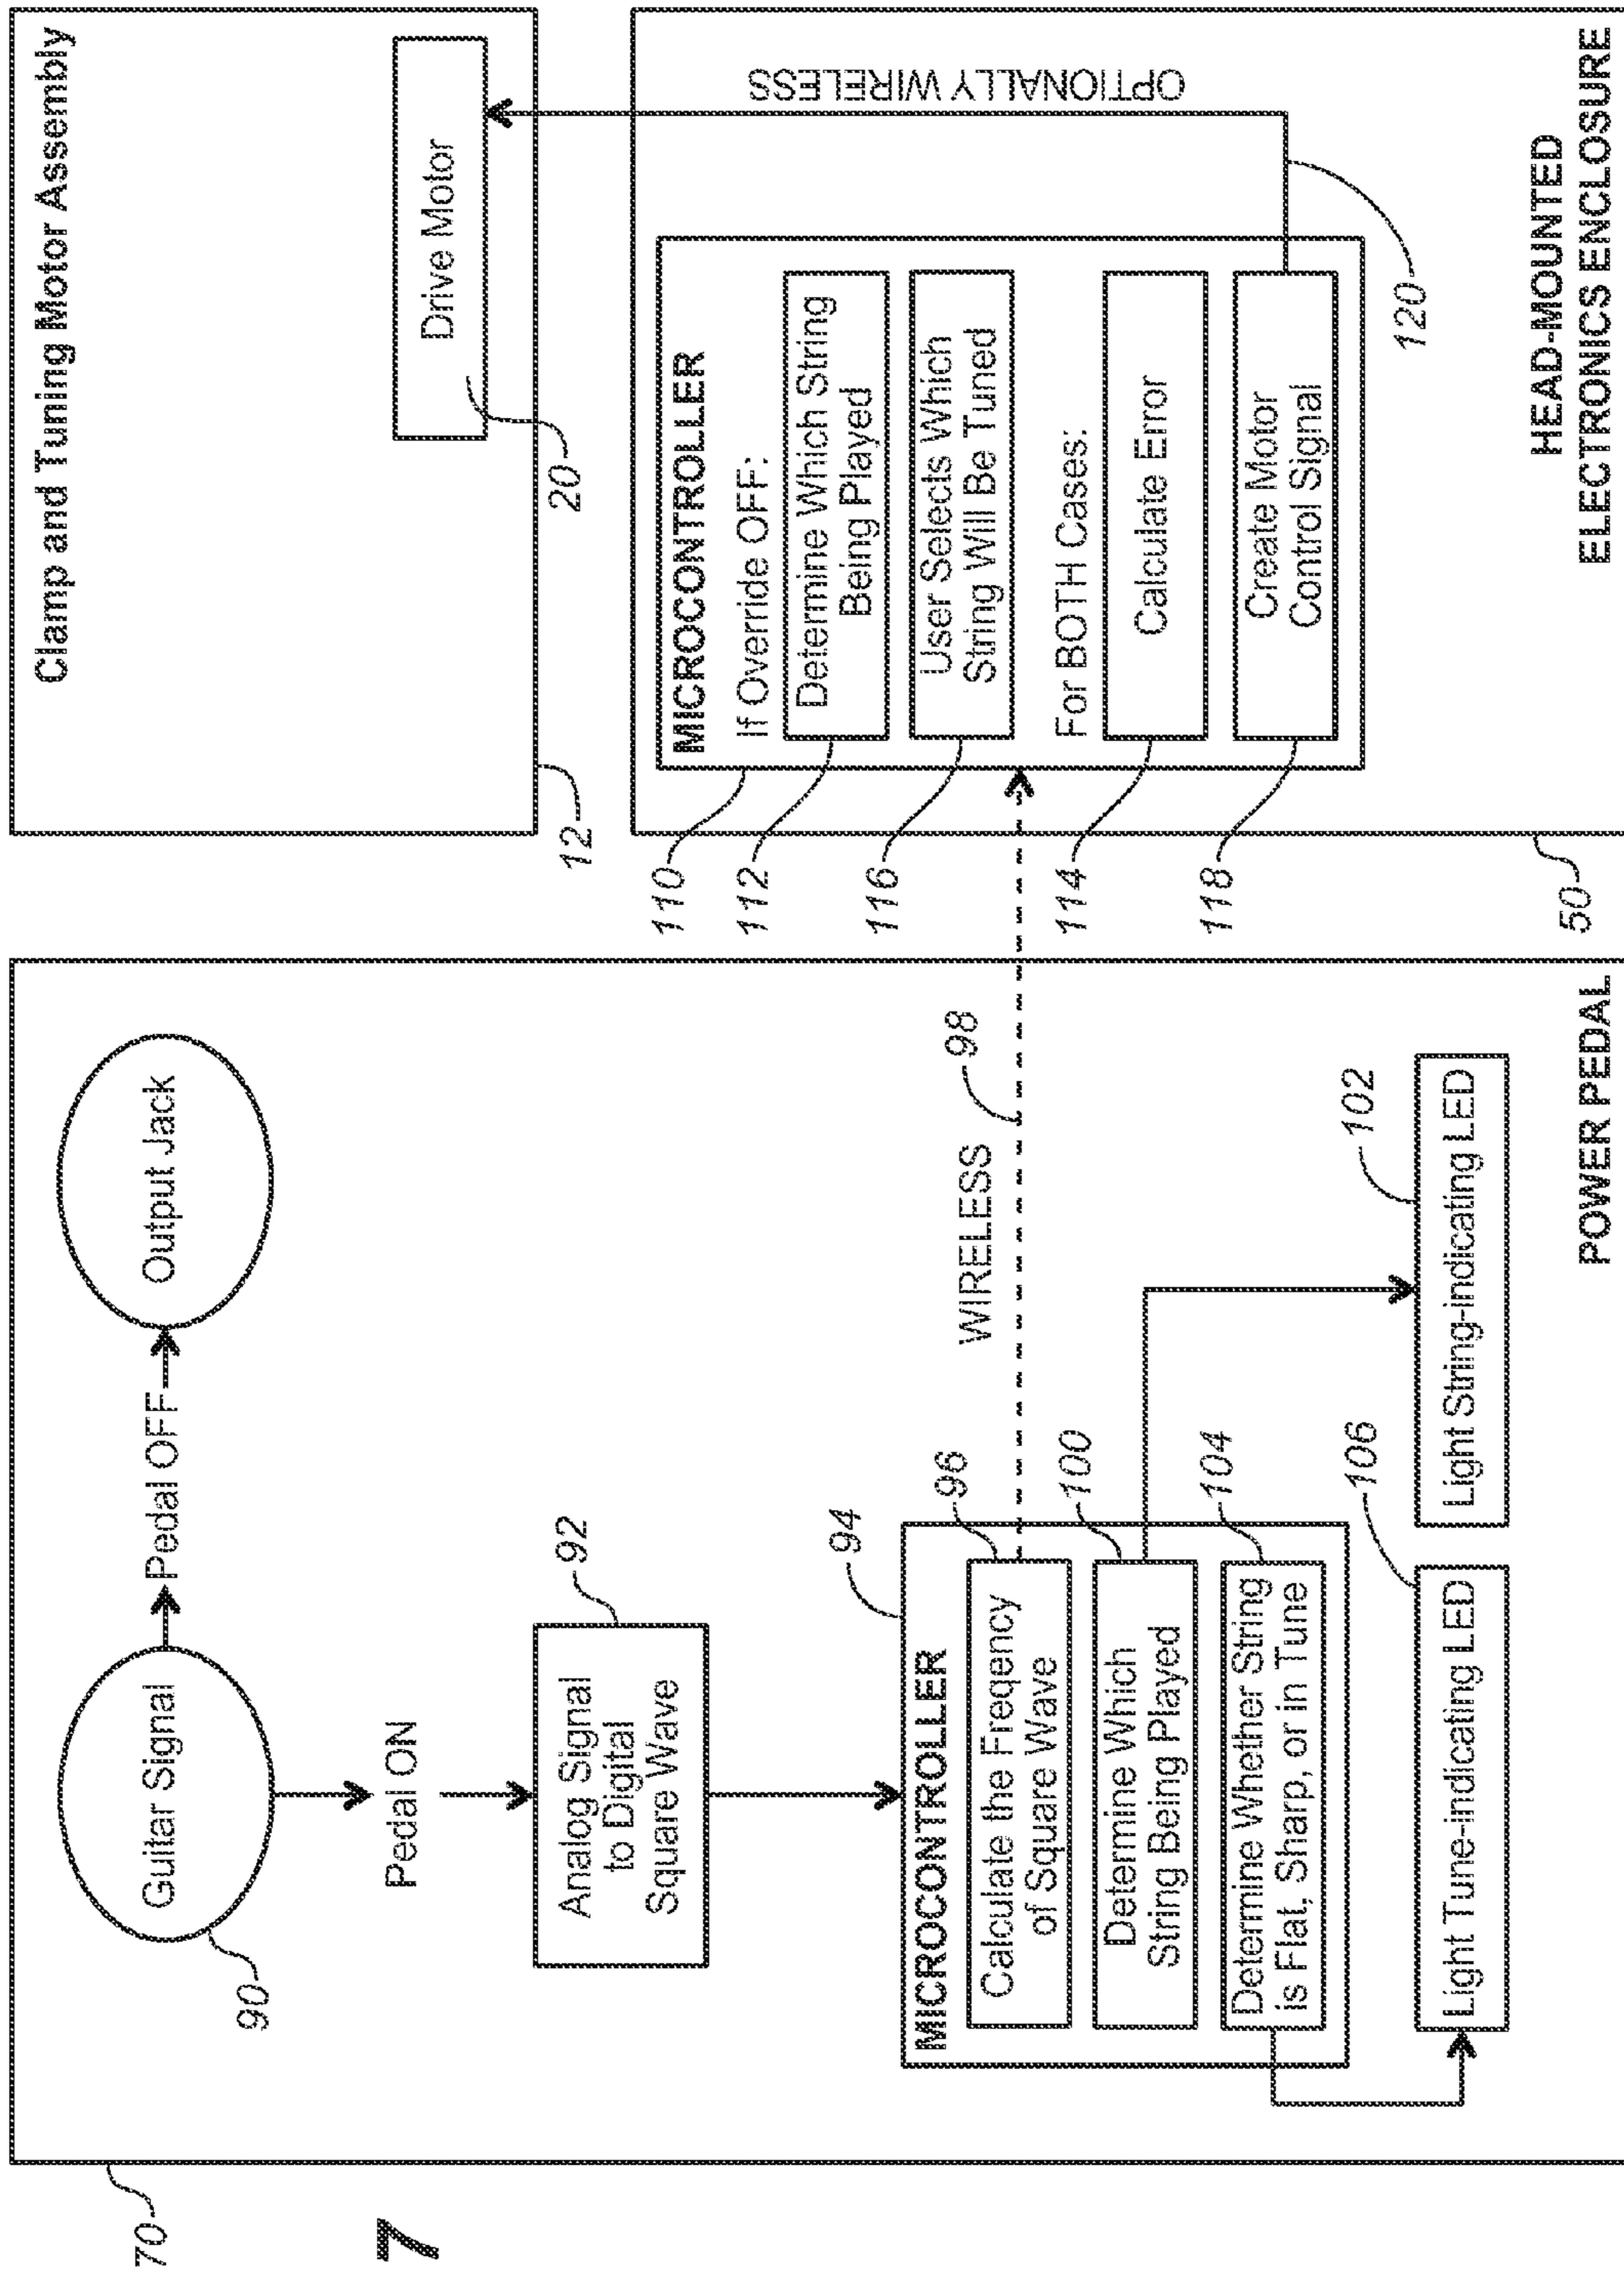 70
Guitar Signal
90
Pedal OFF
Output Jack
Pedal ON
Analog Signal
to Digital
Square Wave
92
94
MICROCONTROLLER
Calculate the Freqency
of Square Wave
96
Determine Which
String Being Played
100
Determine Whether String
is Flat, Sharp, or in Tune
104
WIRELESS
98
Light Tune-indicating LED
106
Light String-indicating LED
102
POWER PEDAL
Clamp and Tuning Motor Assembly
Drive Motor
20
12
OPTIONALLY WIRELESS
110
MICROCONTROLLER
If Override OFF:
112
Determine Which String
Being Played
116
User Selects Which
String Will Be Tuned
For BOTH Cases:
114
Calculate Error
118
Create Motor
Control Signal
120
50
HEAD-MOUNTED
ELECTRONICS ENCLOSURE
7